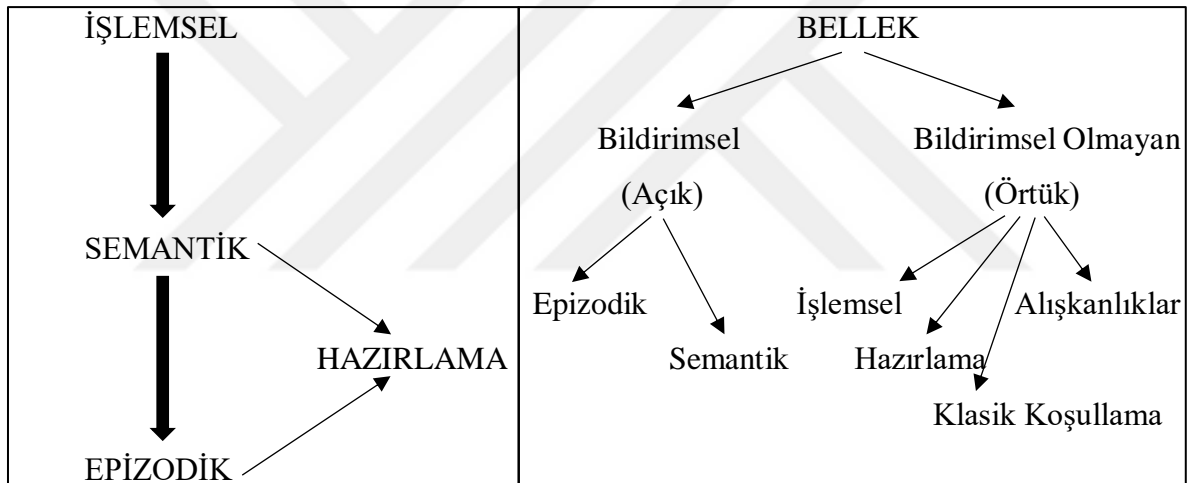 İŞLEMSEL
SEMANTİK
HAZIRLAMA
EPİZODİK
BELLEK
Bildirimsel
(Açık)
Bildirimsel Olmayan
(Örtük)
Epizodik
Semantik
İşlemsel
Alışkanlıklar
Hazırlama
Klasik Koşullama